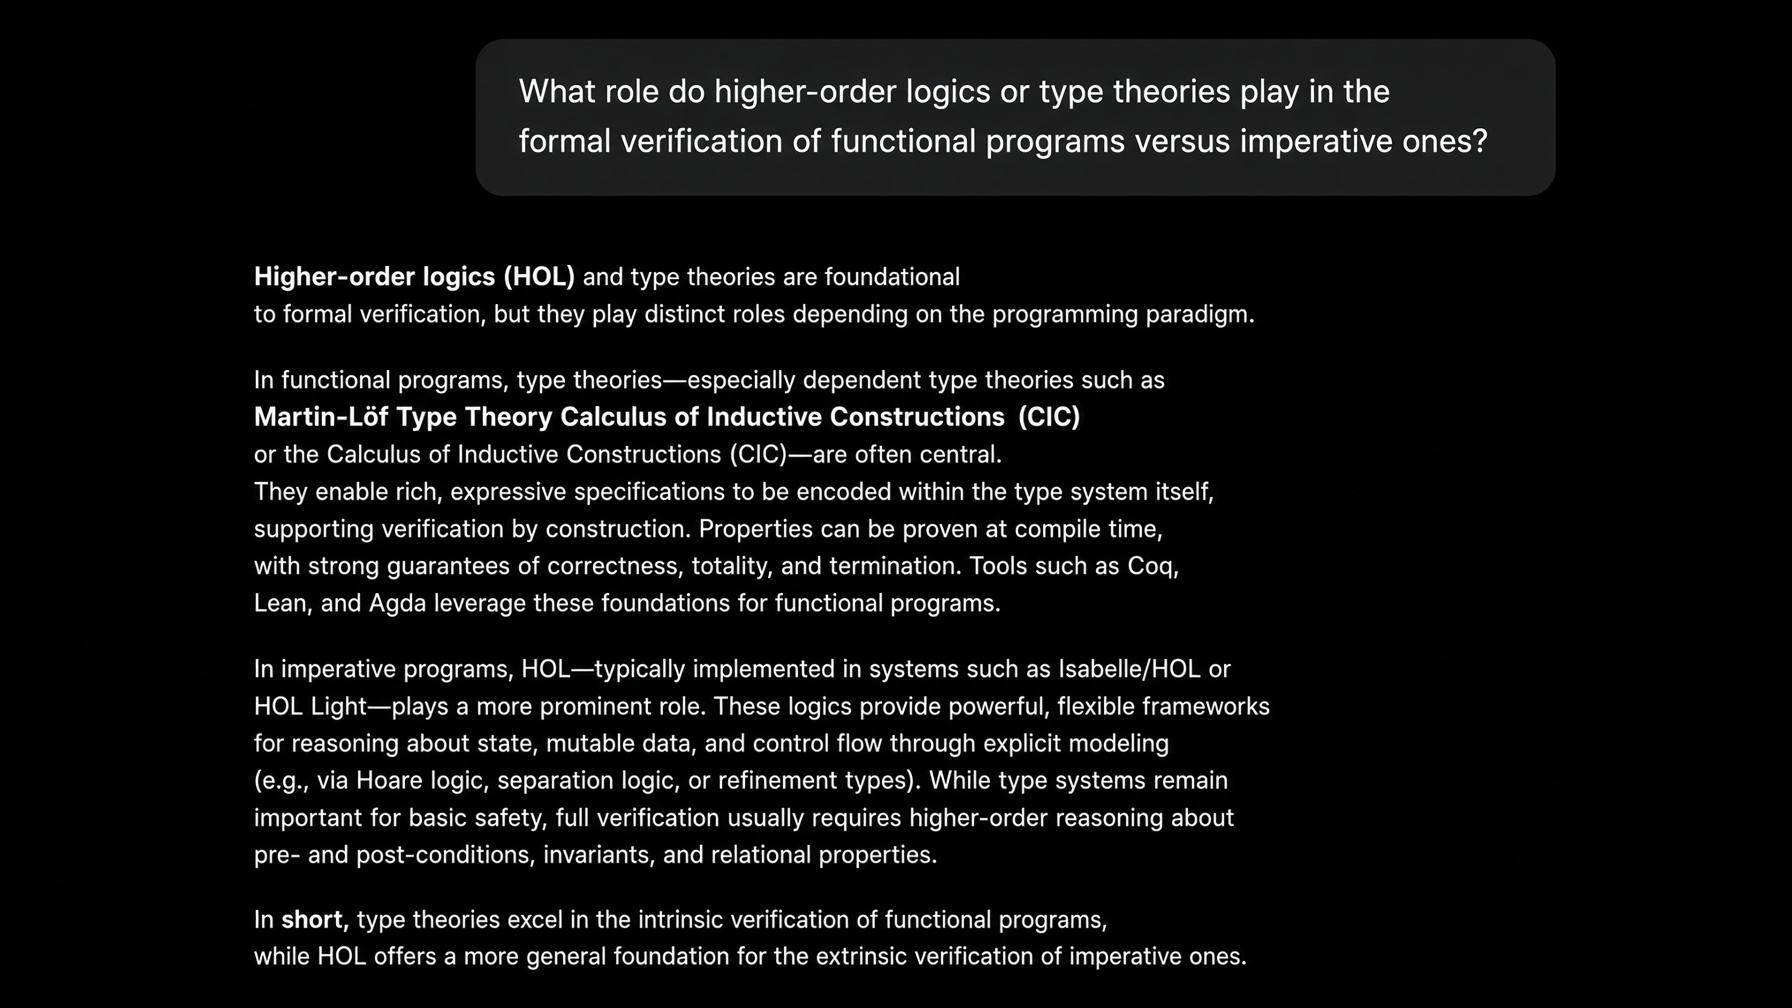 What role do higher-order logics or type theories play in the
formal verification of functional programs versus imperative ones?
Higher-order logics (HOL) and type theories are foundational
to formal verification, but they play distinct roles depending on the programming paradigm.
In functional programs, type theories—especially dependent type theories such as
Martin-Löf Type Theory Calculus of Inductive Constructions (CIC)
or the Calculus of Inductive Constructions (CIC)—are often central.
They enable rich, expressive specifications to be encoded within the type system itself,
supporting verification by construction. Properties can be proven at compile time,
with strong guarantees of correctness, totality, and termination. Tools such as Coq,
Lean, and Agda leverage these foundations for functional programs.
In imperative programs, HOL—typically implemented in systems such as Isabelle/HOL or
HOL Light—plays a more prominent role. These logics provide powerful, flexible frameworks
for reasoning about state, mutable data, and control flow through explicit modeling
(e.g., via Hoare logic, separation logic, or refinement types). While type systems remain
important for basic safety, full verification usually requires higher-order reasoning about
pre- and post-conditions, invariants, and relational properties.
In short, type theories excel in the intrinsic verification of functional programs,
while HOL offers a more general foundation for the extrinsic verification of imperative ones.